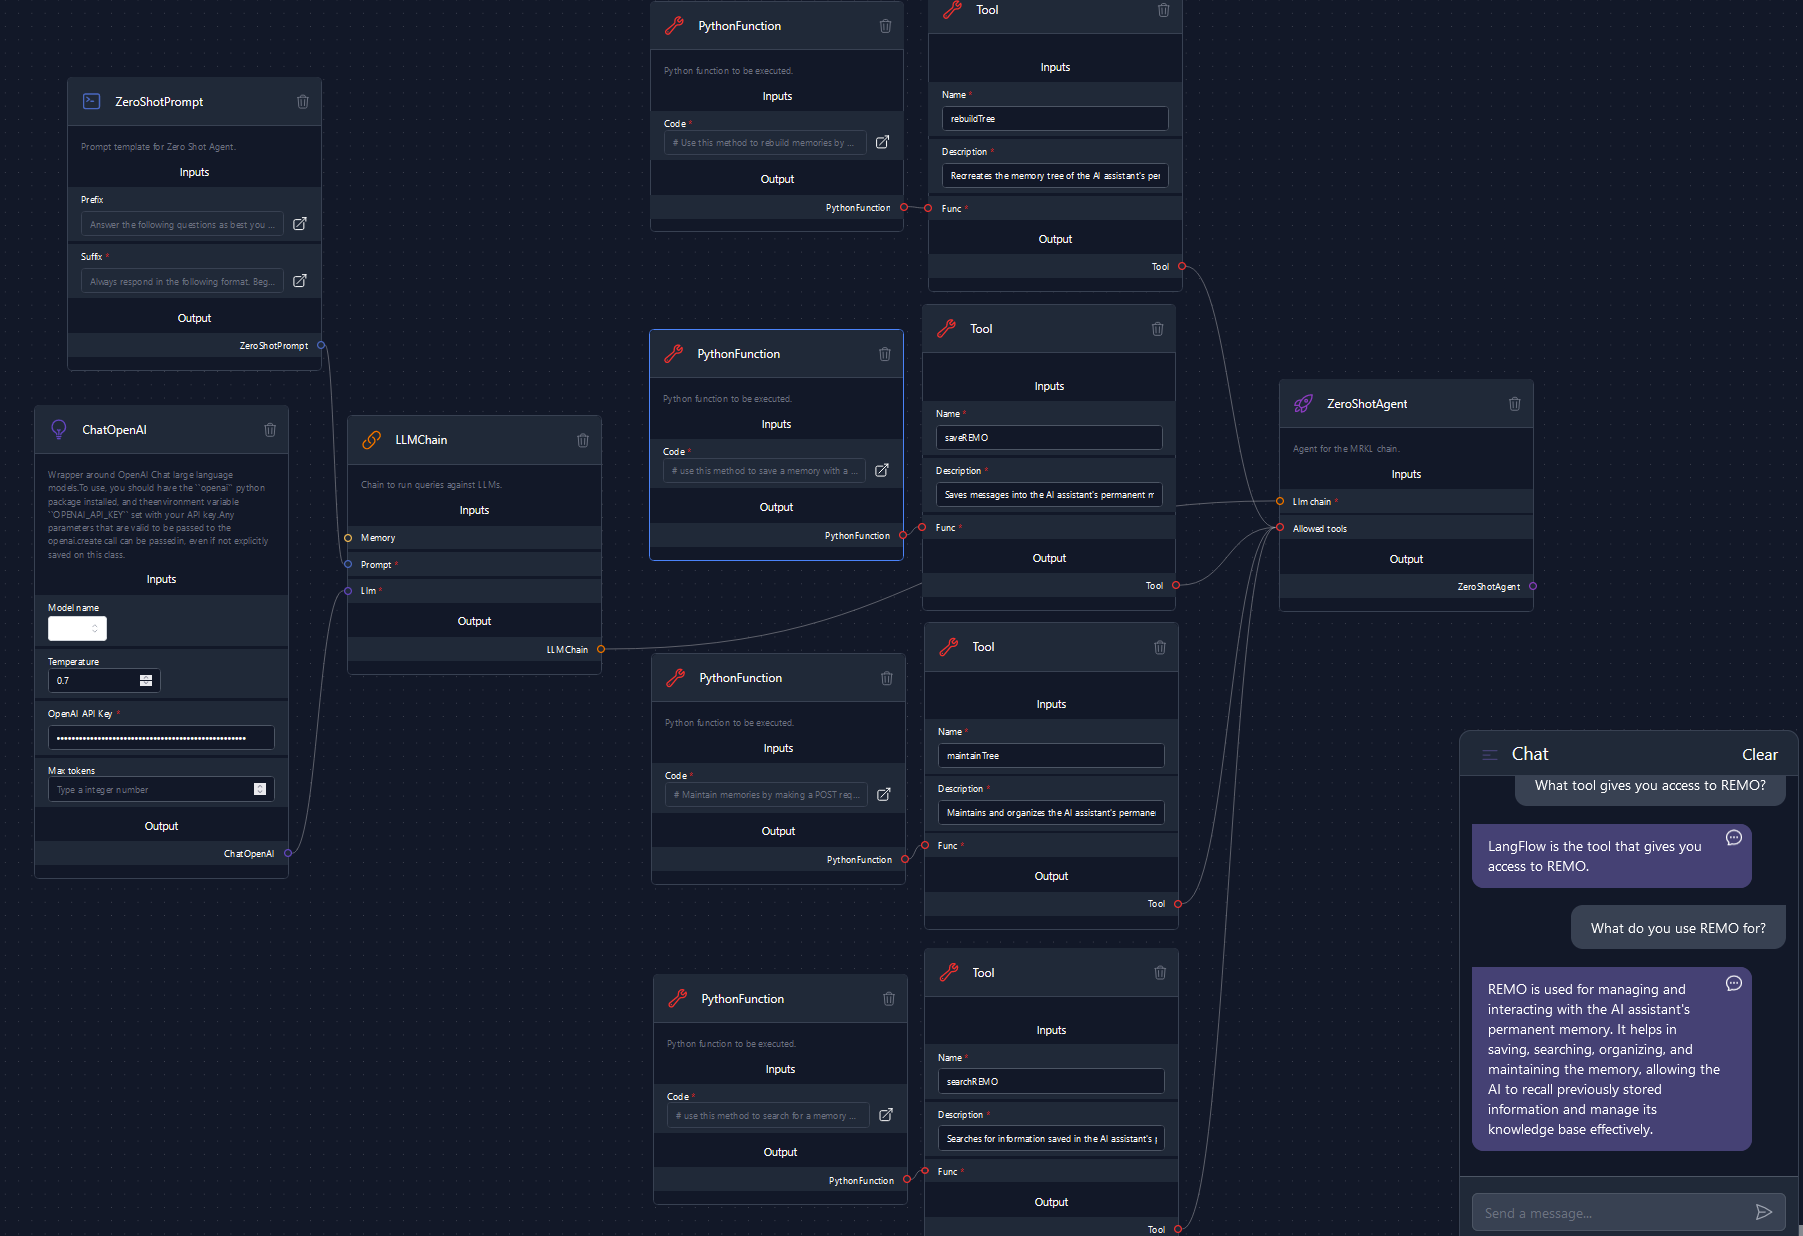 ZeroShotPrompt
Prompt template for Zero Shot Agent.
Inputs
Prefix
Answer the following questions as best you ...
Suffix *
Always respond in the following format. Beg...
Output
ZeroShotPrompt
ChatOpenAI
Wrapper around OpenAI Chat large language
models.To use, you should have the ``openai`` python
package installed, and theenvironment variable
``OPENAI_API_KEY`` set with your API key.Any
parameters that are valid to be passed to the
openai.create call can be passedin, even if not explicitly
saved on this class.
Inputs
Model name
Temperature
0.7
OpenAI API Key *
Max tokens
Type a integer number
Output
ChatOpenAI
LLMChain
Chain to run queries against LLMs.
Inputs
Memory
Prompt *
Llm *
Output
LLMChain
PythonFunction
Python function to be executed.
Inputs
Code *
# Use this method to rebuild memories by ...
Output
PythonFunction
Tool
Inputs
Name *
rebuildTree
Description *
Recreates the memory tree of the AI assistant's per
Func *
Output
Tool
PythonFunction
Python function to be executed.
Inputs
Code *
# use this method to save a memory with a ...
Output
PythonFunction
Tool
Inputs
Name *
saveREMO
Description *
Saves messages into the AI assistant's permanent m
Func *
Output
Tool
PythonFunction
Python function to be executed.
Inputs
Code *
# Maintain memories by making a POST req...
Output
PythonFunction
Tool
Inputs
Name *
maintainTree
Description *
Maintains and organizes the AI assistant's permane
Func *
Output
Tool
PythonFunction
Python function to be executed.
Inputs
Code *
# use this method to search for a memory ...
Output
PythonFunction
Tool
Inputs
Name *
searchREMO
Description *
Searches for information saved in the AI assistant's
Func *
Output
Tool
ZeroShotAgent
Agent for the MRKL chain.
Inputs
Llm chain *
Allowed tools
Output
ZeroShotAgent
Chat
Clear
What tool gives you access to REMO?
LangFlow is the tool that gives you
access to REMO.
What do you use REMO for?
REMO is used for managing and
interacting with the AI assistant's
permanent memory. It helps in
saving, searching, organizing, and
maintaining the memory, allowing the
AI to recall previously stored
information and manage its
knowledge base effectively.
Send a message...